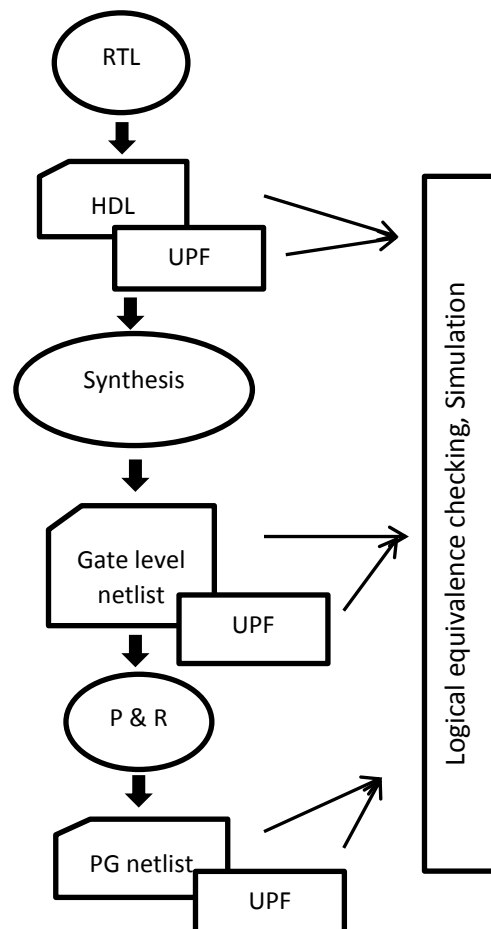 RTL
HDL
UPF
Synthesis
Gate level
netlist
UPF
P & R
PG netlist
UPF
Logical equivalence checking, Simulation